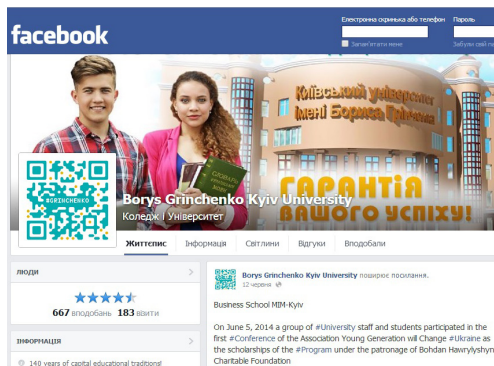 facebook
Електронна скринька або телефон Пароль
Запам'ятати мене Забули свій
Київський університет
імені Бориса Грінченка
СЛОВАРЬ
#GRINCHENKO
Borys Grinchenko Kyiv University
Коледж і Університет
ГАРАНТІЯ
ВАШОГО УСПІХУ!
Життєпис Інформація Світлини Відгуки Вподобали
ЛЮДИ
667 вподобань 183 візити
ІНФОРМАЦІЯ
140 years of capital educational traditions!
Borys Grinchenko Kyiv University поширює посилання.
12 червня
Business School MIM-Kyiv
On June 5, 2014 a group of #University staff and students participated in the
first #Conference of the Association Young Generation will Change #Ukraine as
the scholarships of the #Program under the patronage of Bohdan Hawrylyshyn
Charitable Foundation